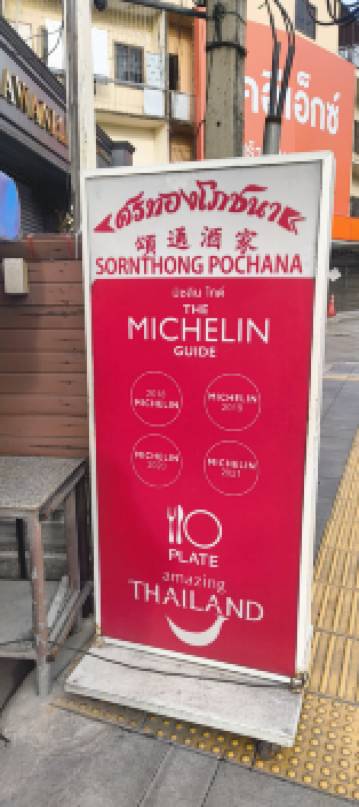 ศรทองโภชนา
頌通酒家
SORNTHONG POCHANA
มิชลิน ไกด์
THE
MICHELIN
GUIDE
2018
MICHELIN
MICHELIN
2019
MICHELIN
2020
MICHELIN
2021
PLATE
amazing
THAILAND